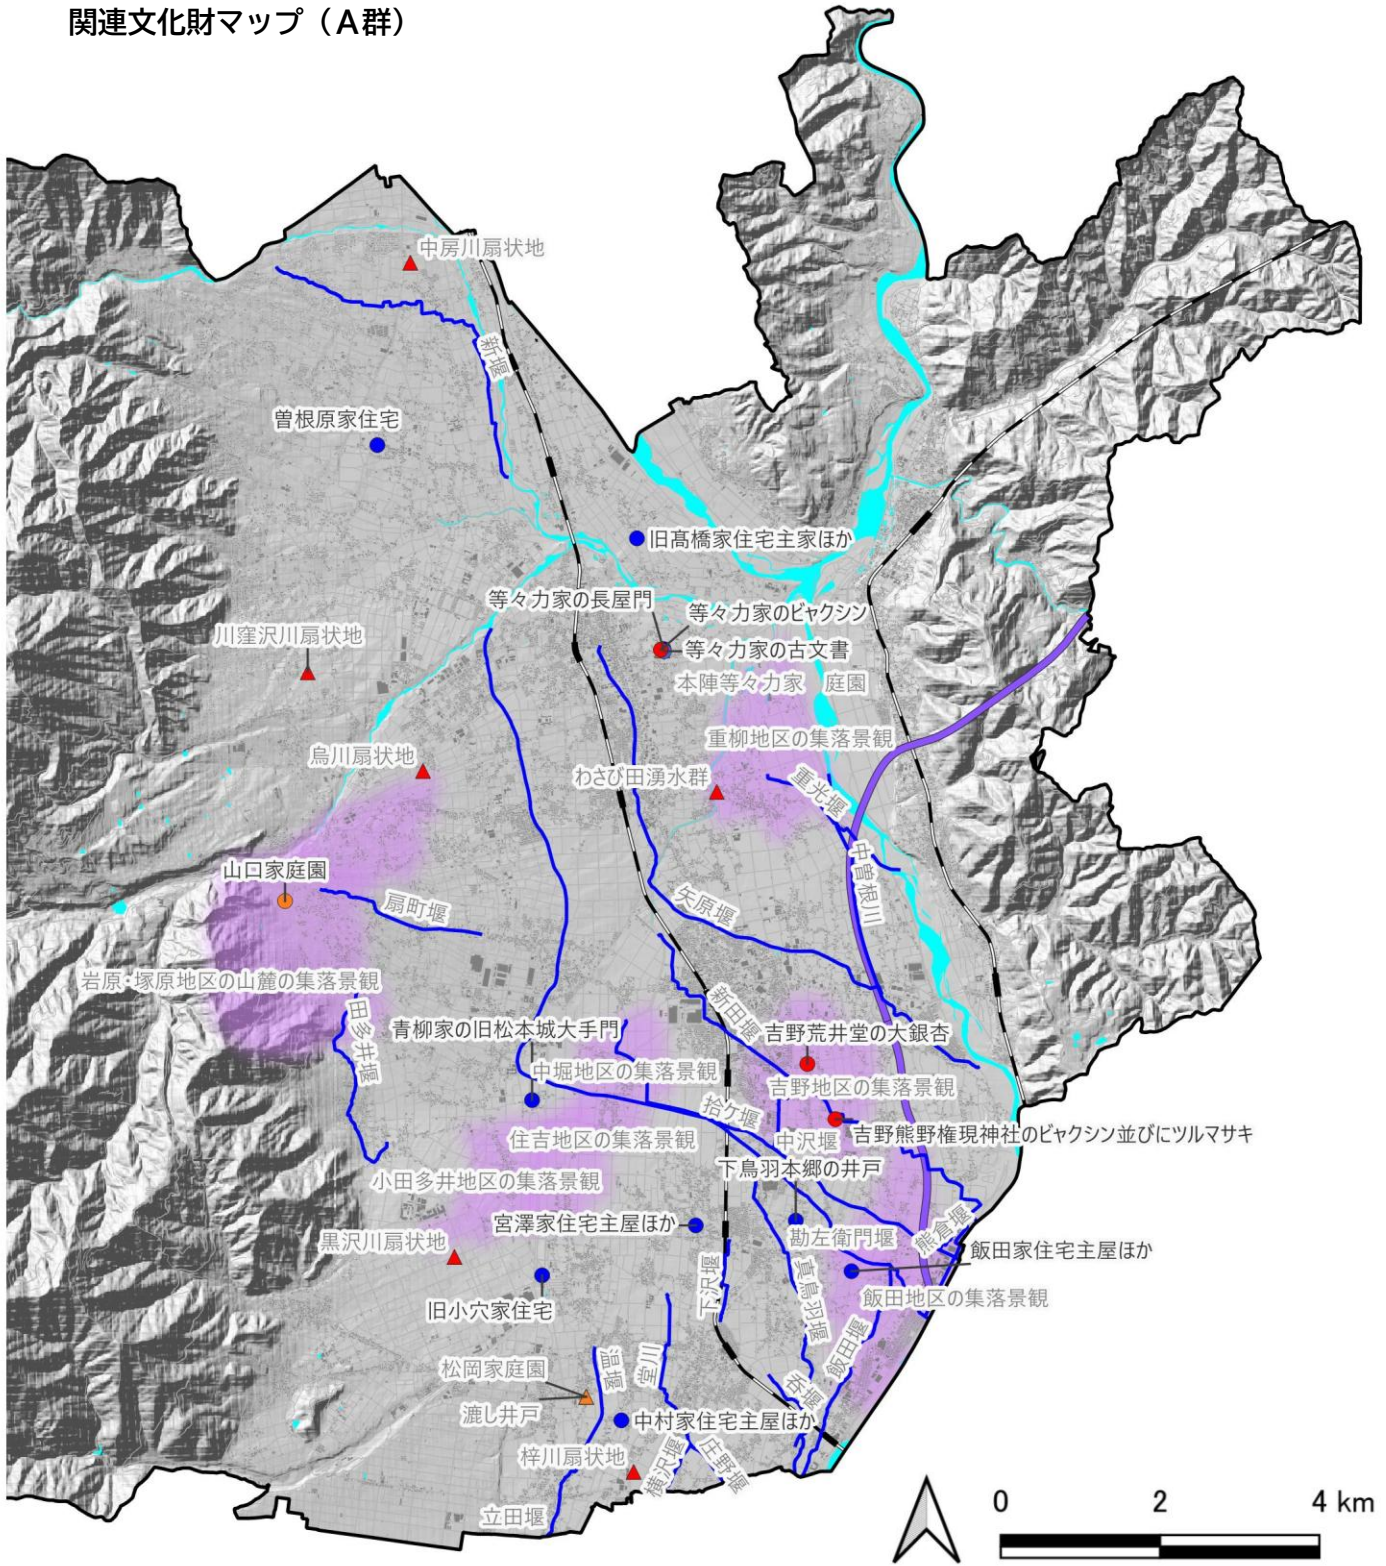 関連文化財マップ（A群）
中房川扇状地
新堰
曽根原家住宅
旧髙橋家住宅主家ほか
等々力家の長屋門
等々力家のビャクシン
川窪沢川扇状地
等々力家の古文書
本陣等々力家　庭園
重柳地区の集落景観
烏川扇状地
わさび田湧水群
重光堰
山口家庭園
中曽根川
扇町堰
矢原堰
岩原・塚原地区の山麓の集落景観
田多井堰
新田堰
青柳家の旧松本城大手門
吉野荒井堂の大銀杏
中堀地区の集落景観
吉野地区の集落景観
拾ケ堰
住吉地区の集落景観
中沢堰
吉野熊野権現神社のビャクシン並びにツルマサキ
下鳥羽本郷の井戸
小田多井地区の集落景観
宮澤家住宅主屋ほか
勘左衛門堰
熊倉堰
黒沢川扇状地
飯田家住宅主屋ほか
下沢堰
真鳥羽堰
飯田地区の集落景観
旧小穴家住宅
飯田堰
温堰
堂川
松岡家庭園
呑堰
漉し井戸
中村家住宅主屋ほか
梓川扇状地
横沢堰
庄野堰
立田堰
0 2 4 km